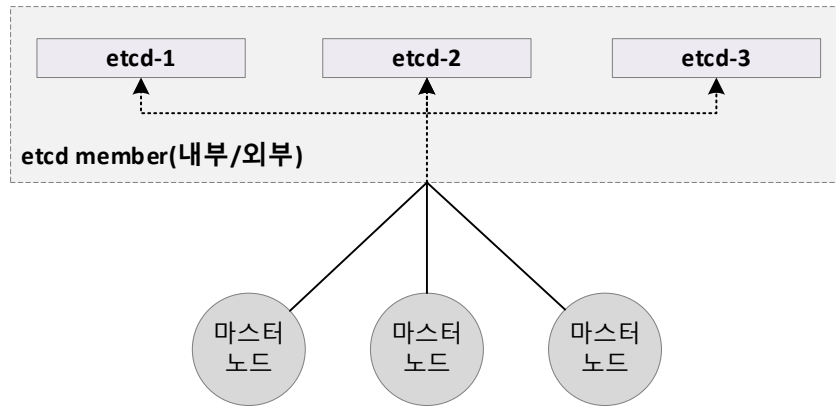 etcd-1
etcd-2
etcd-3
etcd member(내부/외부)
마스터
노드
마스터
노드
마스터
노드